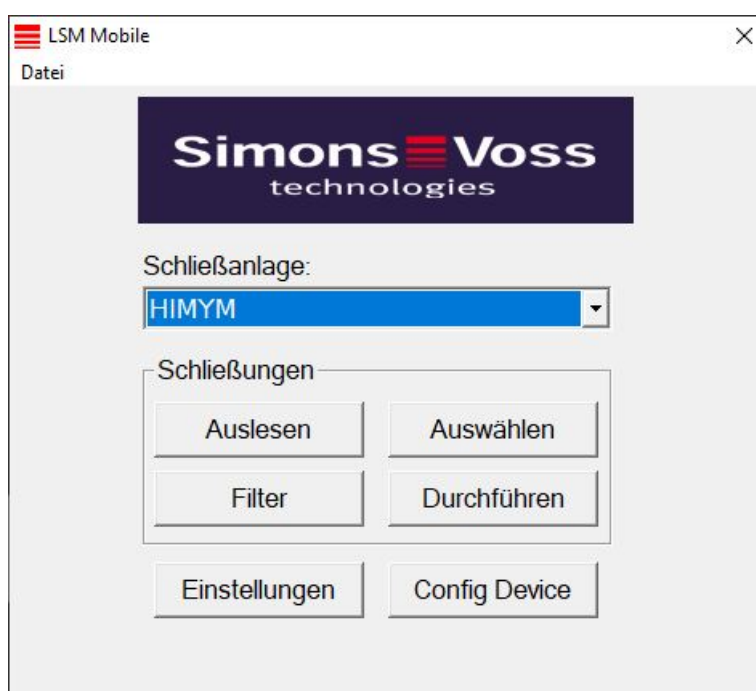 LSM Mobile
Datei
Simons Voss
technologies
Schließanlage:
HIMYM
Schließungen
Auslesen Auswählen
Filter Durchführen
Einstellungen Config Device